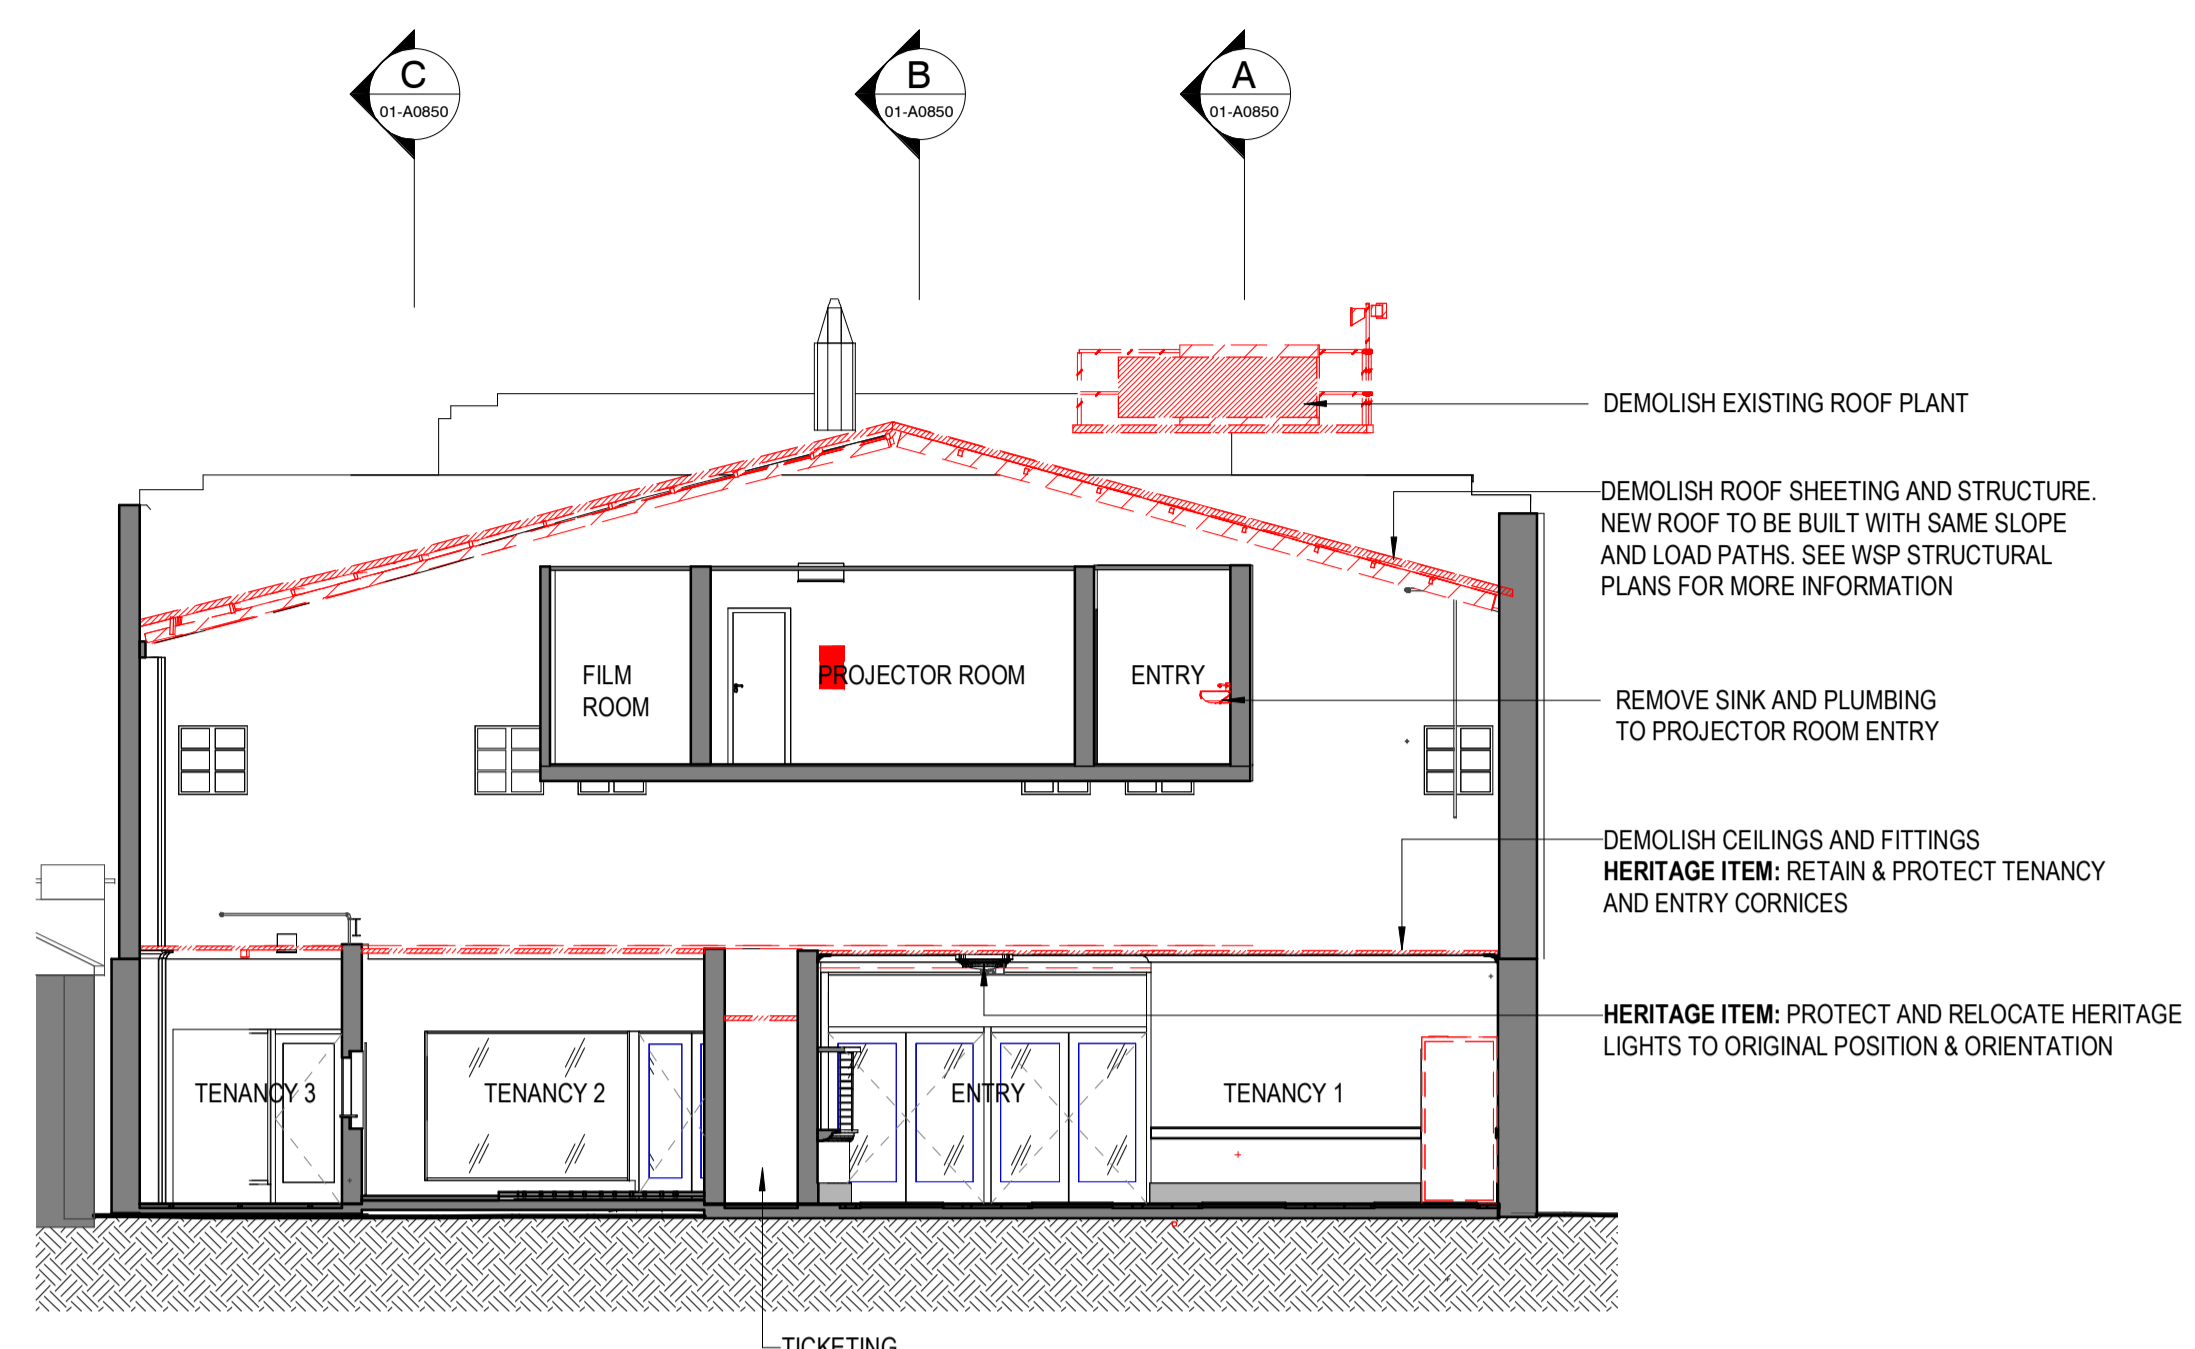 C
01-A0850
B
01-A0850
A
01-A0850
DEMOLISH EXISTING ROOF PLANT
DEMOLISH ROOF SHEETING AND STRUCTURE.
NEW ROOF TO BE BUILT WITH SAME SLOPE
AND LOAD PATHS. SEE WSP STRUCTURAL
PLANS FOR MORE INFORMATION
FILM
ROOM
PROJECTOR ROOM
ENTRY
REMOVE SINK AND PLUMBING
TO PROJECTOR ROOM ENTRY
DEMOLISH CEILINGS AND FITTINGS
HERITAGE ITEM: RETAIN & PROTECT TENANCY
AND ENTRY CORNICES
HERITAGE ITEM: PROTECT AND RELOCATE HERITAGE
LIGHTS TO ORIGINAL POSITION & ORIENTATION
TENANCY 3
TENANCY 2
ENTRY
TENANCY 1
TICKETING